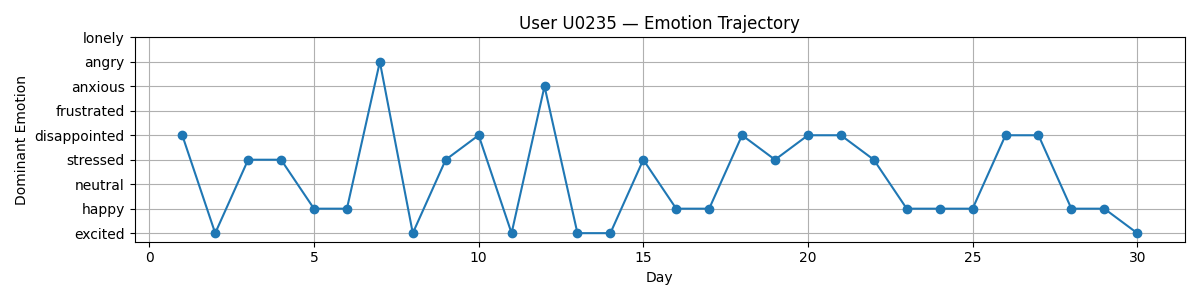 User U0235 — Emotion Trajectory
Dominant Emotion
lonely
angry
anxious
frustrated
disappointed
stressed
neutral
happy
excited
0 5 10 15 20 25 30
Day